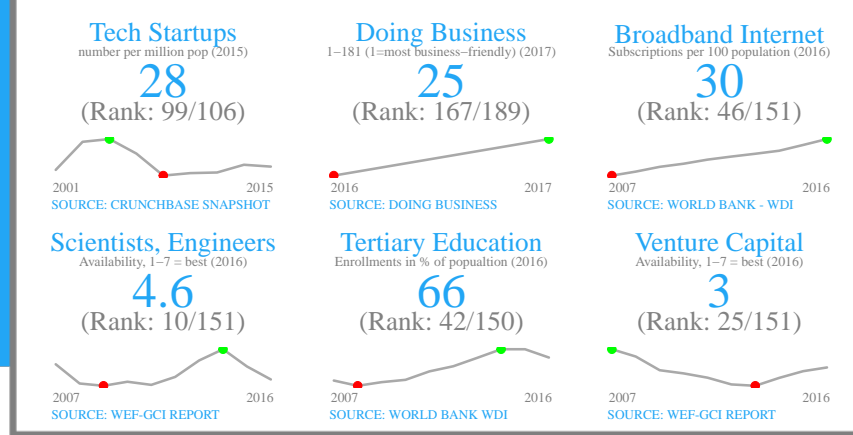 Tech Startups
number per million pop (2015)
28
(Rank: 99/106)
2001 2015
SOURCE: CRUNCHBASE SNAPSHOT
Doing Business
1–181 (1=most business–friendly) (2017)
25
(Rank: 167/189)
2016 2017
SOURCE: DOING BUSINESS
Broadband Internet
Subscriptions per 100 population (2016)
30
(Rank: 46/151)
2007 2016
SOURCE: WORLD BANK - WDI
Scientists, Engineers
Availability, 1–7 = best (2016)
4.6
(Rank: 10/151)
2007 2016
SOURCE: WEF-GCI REPORT
Tertiary Education
Enrollments in % of popualtion (2016)
66
(Rank: 42/150)
2007 2016
SOURCE: WORLD BANK WDI
Venture Capital
Availability, 1–7 = best (2016)
3
(Rank: 25/151)
2007 2016
SOURCE: WEF-GCI REPORT